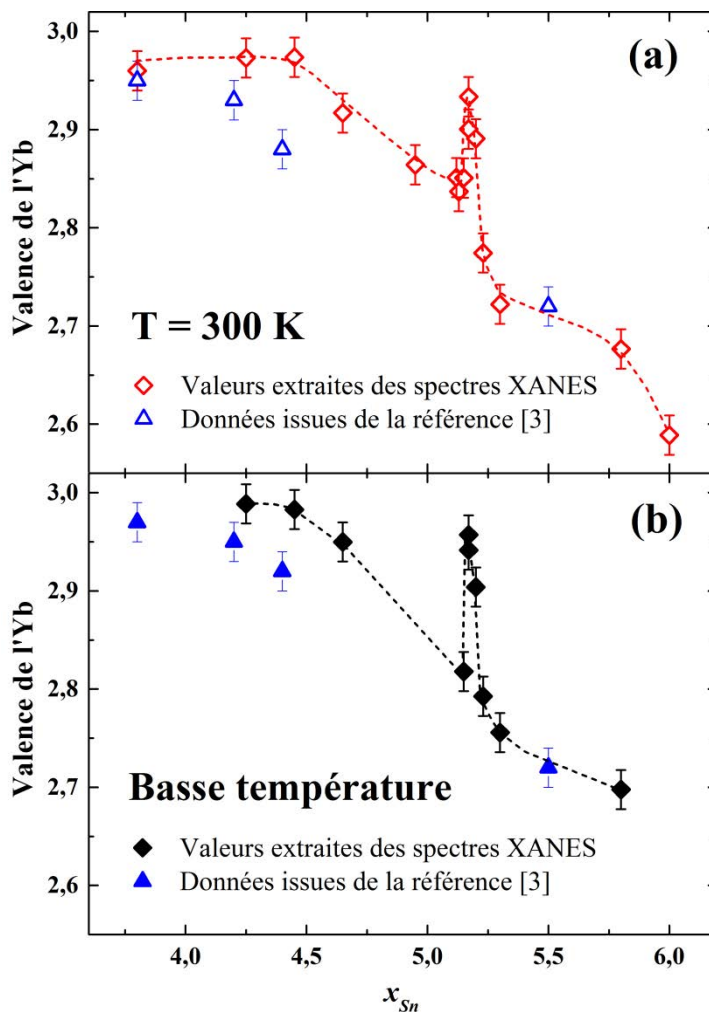 3,0
(a)
2,9
2,8
Valence de l'Yb
2,7
T = 300 K
Valeurs extraites des spectres XANES
Données issues de la référence [3]
2,6
3,0
(b)
2,9
2,8
Valence de l'Yb
2,7
Basse température
Valeurs extraites des spectres XANES
Données issues de la référence [3]
2,6
4,0 4,5 5,0 5,5 6,0
xSn